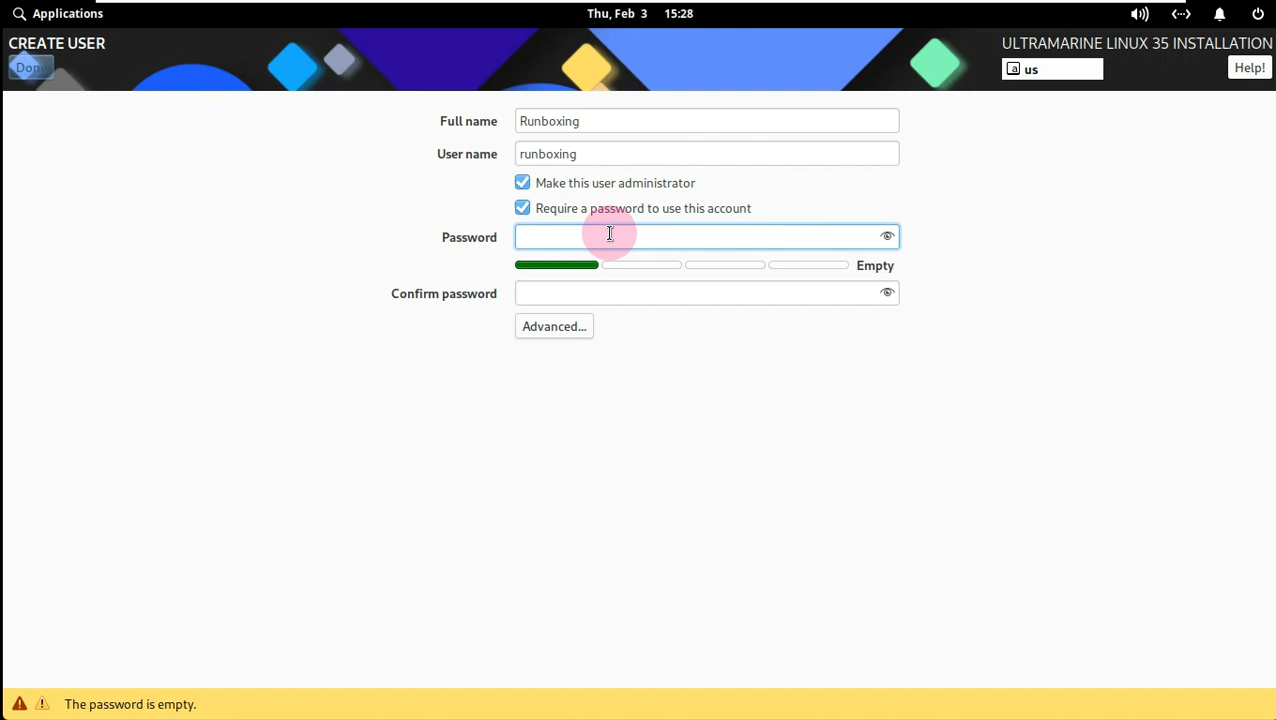 Applications
Thu, Feb 3 15:28
CREATE USER
ULTRAMARINE LINUX 35 INSTALLATION
Done
us
Help!
Full name
Runboxing
User name
runboxing
Make this user administrator
Require a password to use this account
Password
Empty
Confirm password
Advanced...
The password is empty.